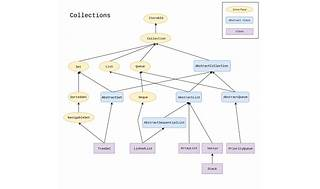 Collections
Iterable
Interface
Abstract class
class
Collection
Set
List
Queue
AbstractCollection
SortedSet
AbstractSet
Deque
AbstractList
AbstractQueue
NavigableSet
AbstractSequentialList
TreeSet
LinkedList
ArrayList
Vector
PriorityQueue
Stack